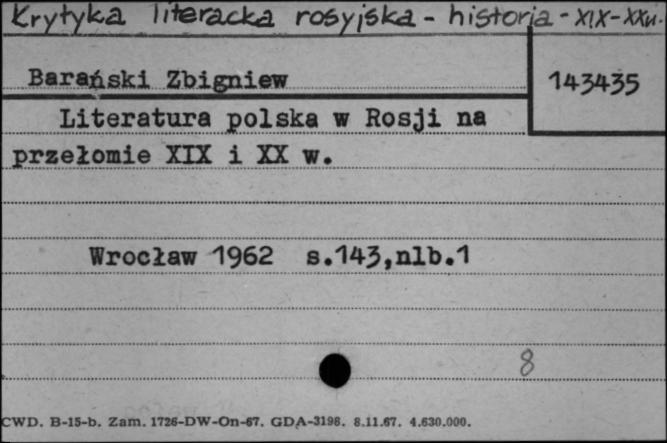 Krytyka literacka rosyjska - historia - XIX-XXw.
Barański Zbigniew
143435
Literatura polska w Rosji na
przełomie XIX i XX w.
Wrocław 1962 s.143,nlb.1
8
CWD. B-15-b. Zam. 1726-DW-On-67. GDA-3198. 8.11.67. 4.630.000.